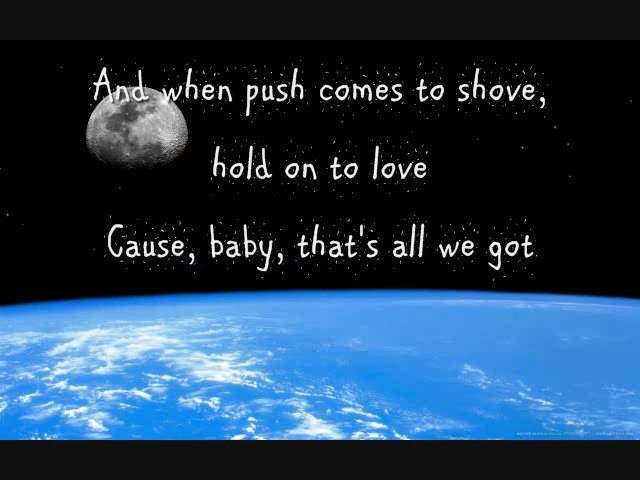 And when push comes to shove,
hold on to love
Cause, baby, that's all we got